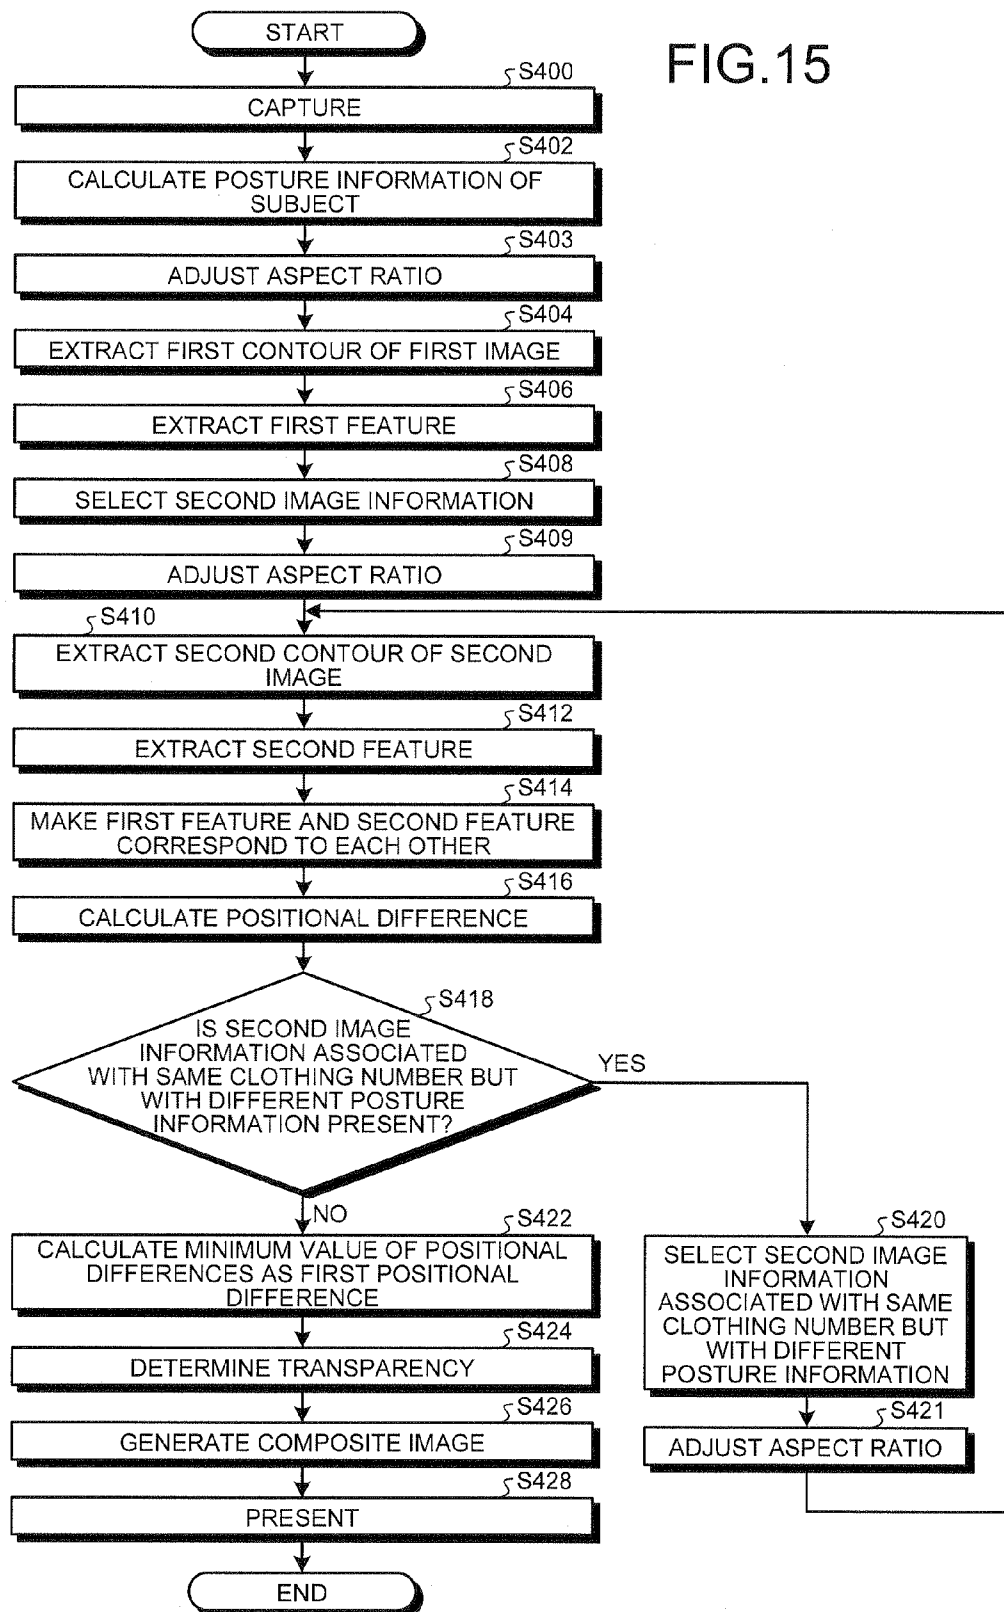 START
FIG.15
S400
CAPTURE
S402
CALCULATE POSTURE INFORMATION OF
SUBJECT
S403
ADJUST ASPECT RATIO
S404
EXTRACT FIRST CONTOUR OF FIRST IMAGE
S406
EXTRACT FIRST FEATURE
S408
SELECT SECOND IMAGE INFORMATION
S409
ADJUST ASPECT RATIO
S410
EXTRACT SECOND CONTOUR OF SECOND
IMAGE
S412
EXTRACT SECOND FEATURE
S414
MAKE FIRST FEATURE AND SECOND FEATURE
CORRESPOND TO EACH OTHER
S416
CALCULATE POSITIONAL DIFFERENCE
S418
IS SECOND IMAGE
INFORMATION ASSOCIATED
WITH SAME CLOTHING NUMBER BUT
WITH DIFFERENT POSTURE
INFORMATION PRESENT?
YES
NO
S422
CALCULATE MINIMUM VALUE OF POSITIONAL
DIFFERENCES AS FIRST POSITIONAL
DIFFERENCE
S420
SELECT SECOND IMAGE
INFORMATION
ASSOCIATED WITH SAME
CLOTHING NUMBER BUT
WITH DIFFERENT
POSTURE INFORMATION
S424
DETERMINE TRANSPARENCY
S421
ADJUST ASPECT RATIO
S426
GENERATE COMPOSITE IMAGE
S428
PRESENT
END